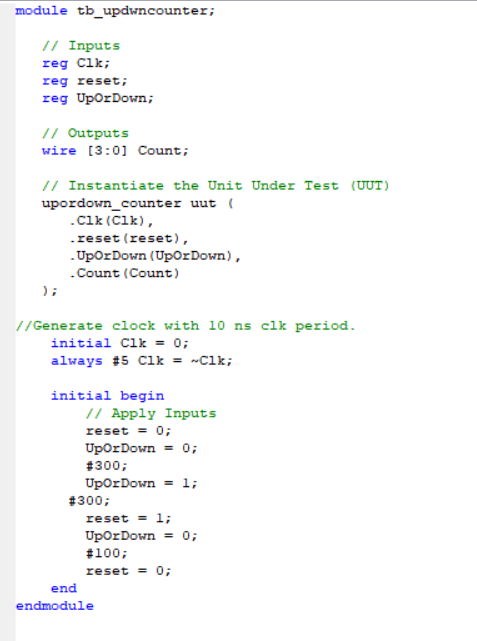 module tb_updwncounter;
// Inputs
reg Clk;
reg reset;
reg UpOrDown;
// Outputs
wire [3:0] Count;
// Instantiate the Unit Under Test (UUT)
upordown_counter uut (
.Clk(Clk),
.reset(reset),
.UpOrDown(UpOrDown),
.Count(Count)
);
//Generate clock with 10 ns clk period.
initial Clk = 0;
always #5 Clk = ~Clk;
initial begin
// Apply Inputs
reset = 0;
UpOrDown = 0;
#300;
UpOrDown = 1;
#300;
reset = 1;
UpOrDown = 0;
#100;
reset = 0;
end
endmodule